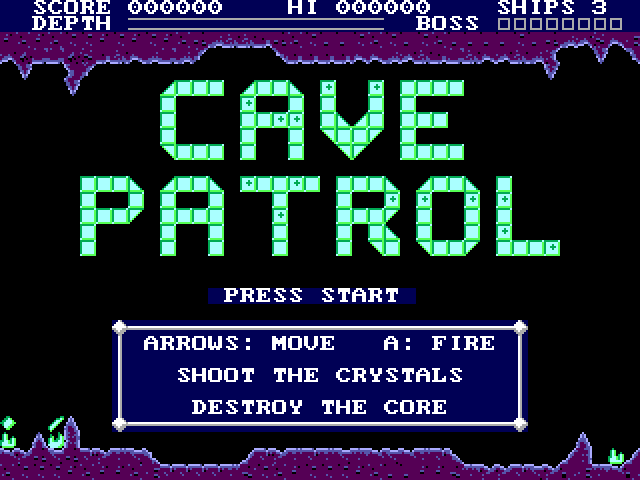 SCORE 000000 HI 000000 SHIPS 3
DEPTH BOSS
CAVE
PATROL
PRESS START
ARROWS: MOVE A: FIRE
SHOOT THE CRYSTALS
DESTROY THE CORE